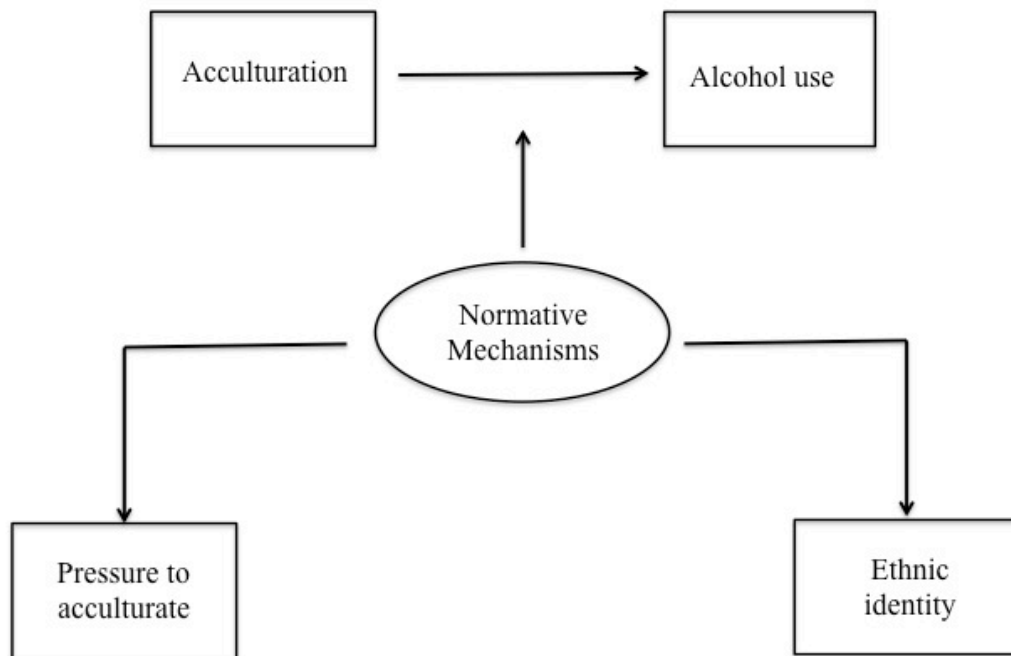 Acculturation
Alcohol use
Normative
Mechanisms
Pressure to
acculturate
Ethnic
identity